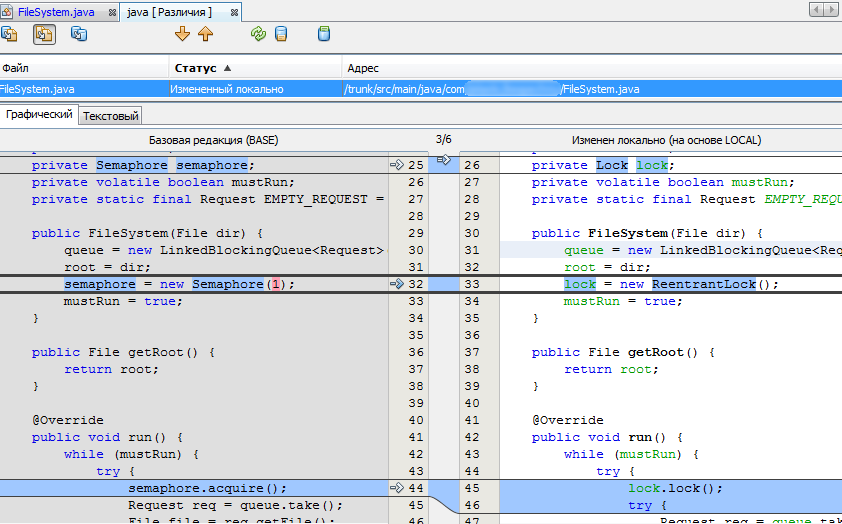 FileSystem.java
java [ Различия ]
Файл
Статус
Адрес
FileSystem.java
Измененный локально
/trunk/src/main/java/com
/FileSystem.java
Графический
Текстовый
Базовая редакция (BASE)
3/6
Изменен локально (на основе LOCAL)
private Semaphore semaphore; 25
26 private Lock lock;
private volatile boolean mustRun; 26
27 private volatile boolean mustRun;
private static final Request EMPTY_REQUEST = 27
28 private static final Request EMPTY_REQU
28
29
public FileSystem(File dir) { 29
30 public FileSystem(File dir) {
queue = new LinkedBlockingQueue<Request> 30
31 queue = new LinkedBlockingQueue<Req
root = dir; 31
32 root = dir;
semaphore = new Semaphore(1); 32
33 lock = new ReentrantLock();
mustRun = true; 33
34 mustRun = true;
} 34
35 }
35
36
public File getRoot() { 36
37 public File getRoot() {
return root; 37
38 return root;
} 38
39 }
39
40
@Override 40
41 @Override
public void run() { 41
42 public void run() {
while (mustRun) { 42
43 while (mustRun) {
try { 43
44 try {
semaphore.acquire(); 44
45 lock.lock();
Request req = queue.take(); 45
46 try {
File file = req.getFile(); 46
47 Request req = queue.take